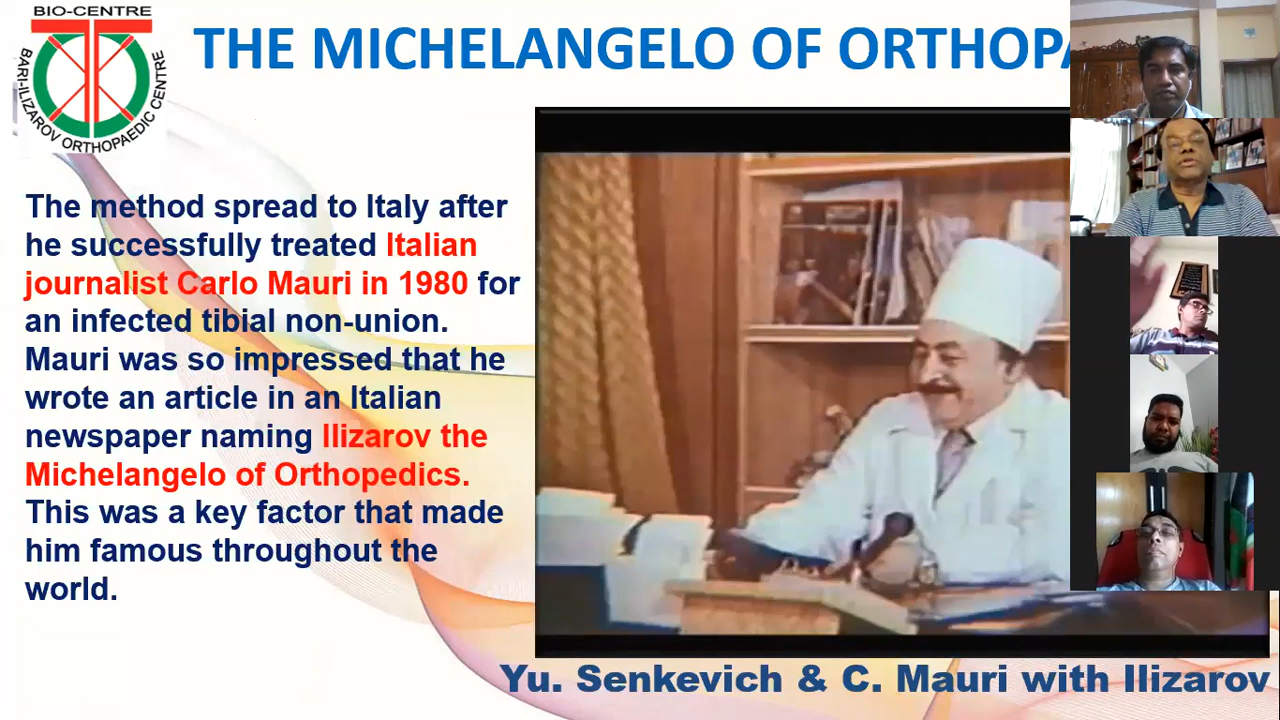 BIO-CENTRE
BARI-ILIZAROV ORTHOPAEDIC CENTRE
THE MICHELANGELO OF ORTHOPA
The method spread to Italy after
he successfully treated Italian
journalist Carlo Mauri in 1980 for
an infected tibial non-union.
Mauri was so impressed that he
wrote an article in an Italian
newspaper naming Ilizarov the
Michelangelo of Orthopedics.
This was a key factor that made
him famous throughout the
world.
Yu. Senkevich & C. Mauri with Ilizarov